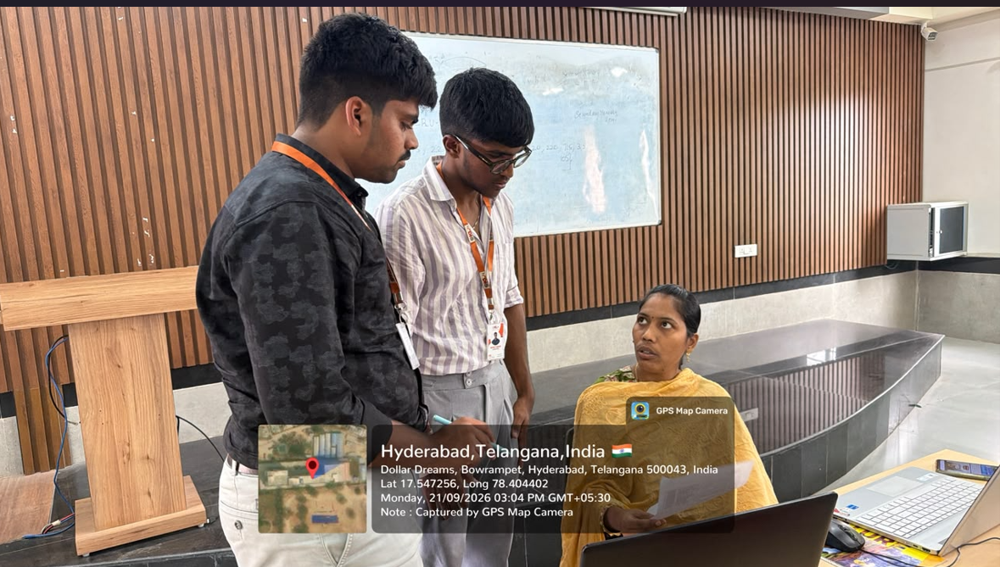 GPS Map Camera
Hyderabad,Telangana,India
Dollar Dreams, Bowrampet, Hyderabad, Telangana 500043, India
Lat 17.547256, Long 78.404402
Monday, 21/09/2026 03:04 PM GMT+05:30
Note : Captured by GPS Map Camera